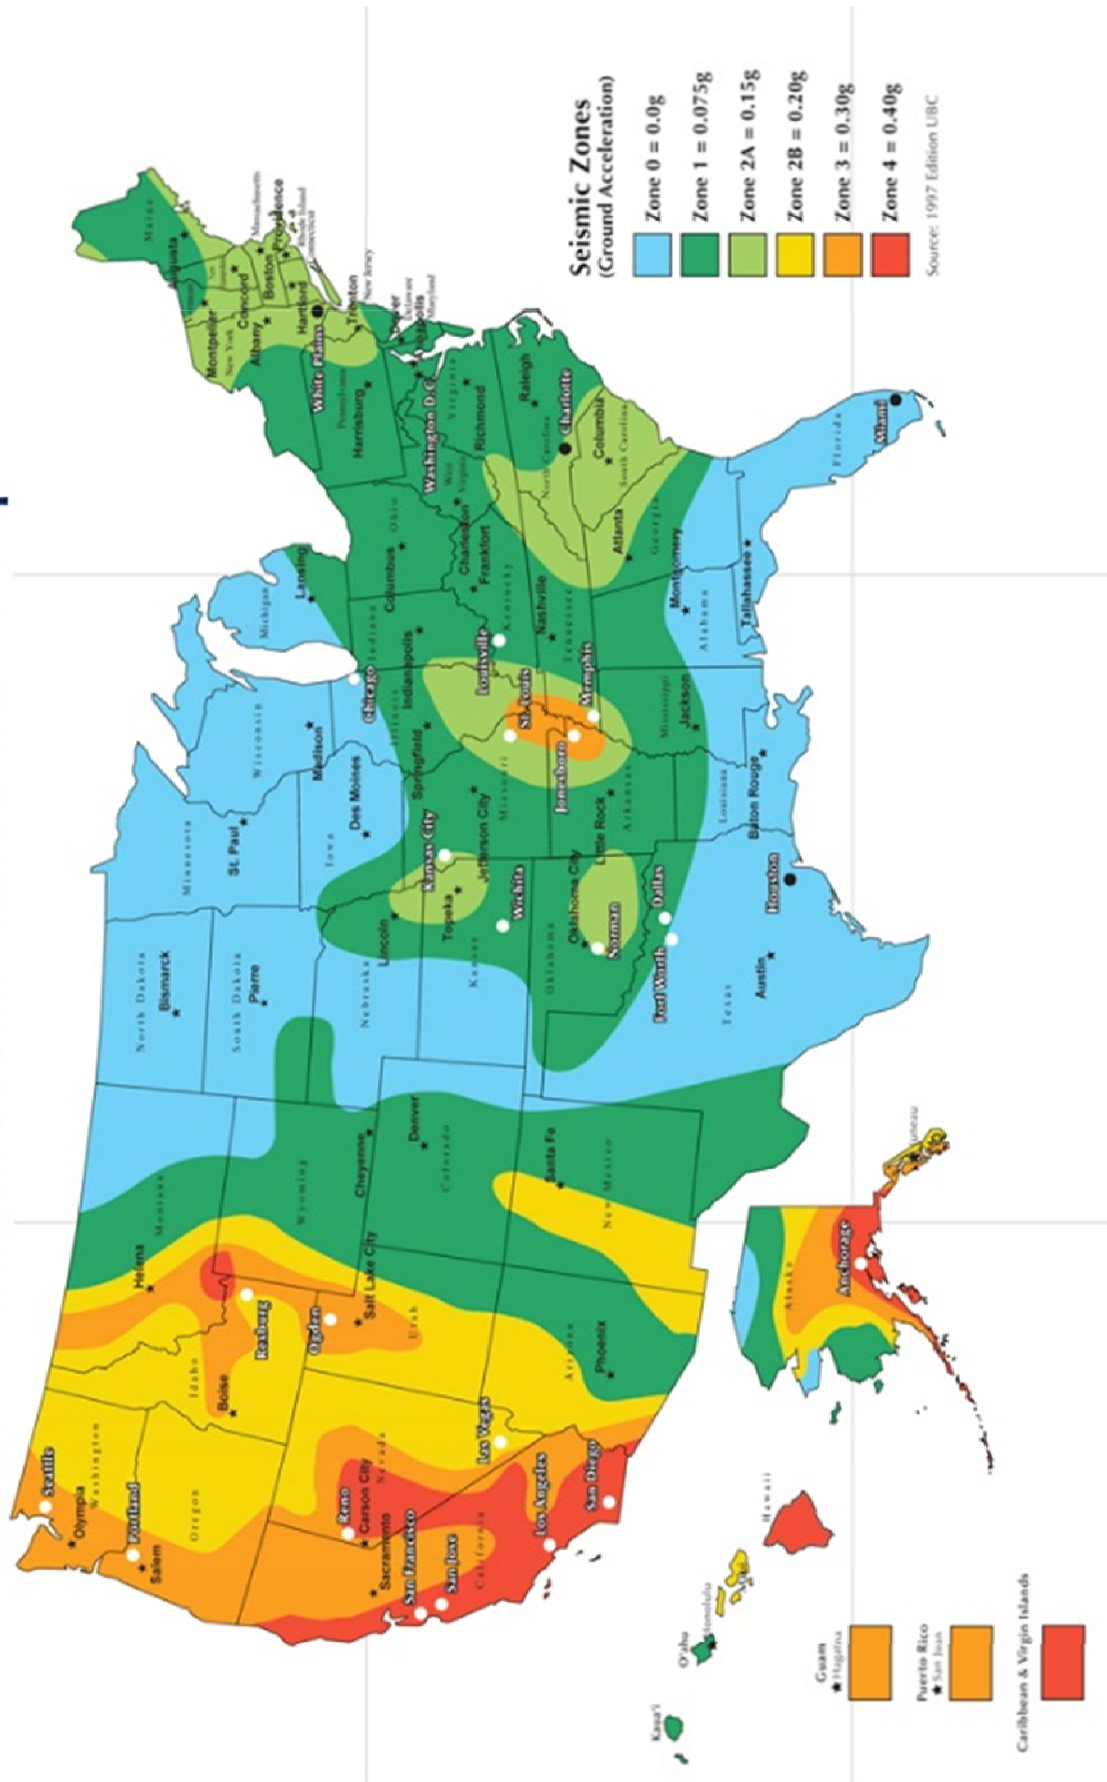 Seattle
Olympia
Washington
Portland
Salem
Oregon
Helena
Montana
Idaho
Boise
Rexburg
Wyoming
Cheyenne
Ogden
Salt Lake City
Utah
Reno
Carson City
Nevada
Sacramento
San Francisco
San Jose
California
Las Vegas
Los Angeles
San Diego
Arizona
Phoenix
Denver
Colorado
Santa Fe
New Mexico
North Dakota
Bismarck
South Dakota
Pierre
Nebraska
Lincoln
Kansas
Topeka
Wichita
Oklahoma
Oklahoma City
Norman
Fort Worth
Dallas
Texas
Austin
Houston
Minnesota
St. Paul
Iowa
Des Moines
Kansas City
Jefferson City
Missouri
St. Louis
Jonesboro
Little Rock
Arkansas
Louisiana
Baton Rouge
Wisconsin
Madison
Chicago
Illinois
Springfield
Michigan
Lansing
Indiana
Indianapolis
Louisville
Kentucky
Frankfort
Nashville
Tennessee
Memphis
Mississippi
Jackson
Alabama
Montgomery
Tallahassee
Ohio
Columbus
Charleston
West
Virginia
Atlanta
Georgia
Florida
Miami
Maine
Augusta
Montpelier
New York
Concord
Albany
Boston
Massachusetts
Providence
Rhode Island
Connecticut
Hartford
White Plains
Trenton
New Jersey
Pennsylvania
Harrisburg
Delaware
Maryland
Washington D.C.
Virginia
Richmond
Raleigh
North Carolina
Charlotte
Columbia
South Carolina
Seismic Zones
(Ground Acceleration)
Zone 0 = 0.0g
Zone 1 = 0.075g
Zone 2A = 0.15g
Zone 2B = 0.20g
Zone 3 = 0.30g
Zone 4 = 0.40g
Source: 1997 Edition UBC
Alaska
Anchorage
Juneau
Kaua'i
O'ahu
Honolulu
Hawaii
Guam
Hagatna
Puerto Rico
San Juan
Caribbean & Virgin Islands